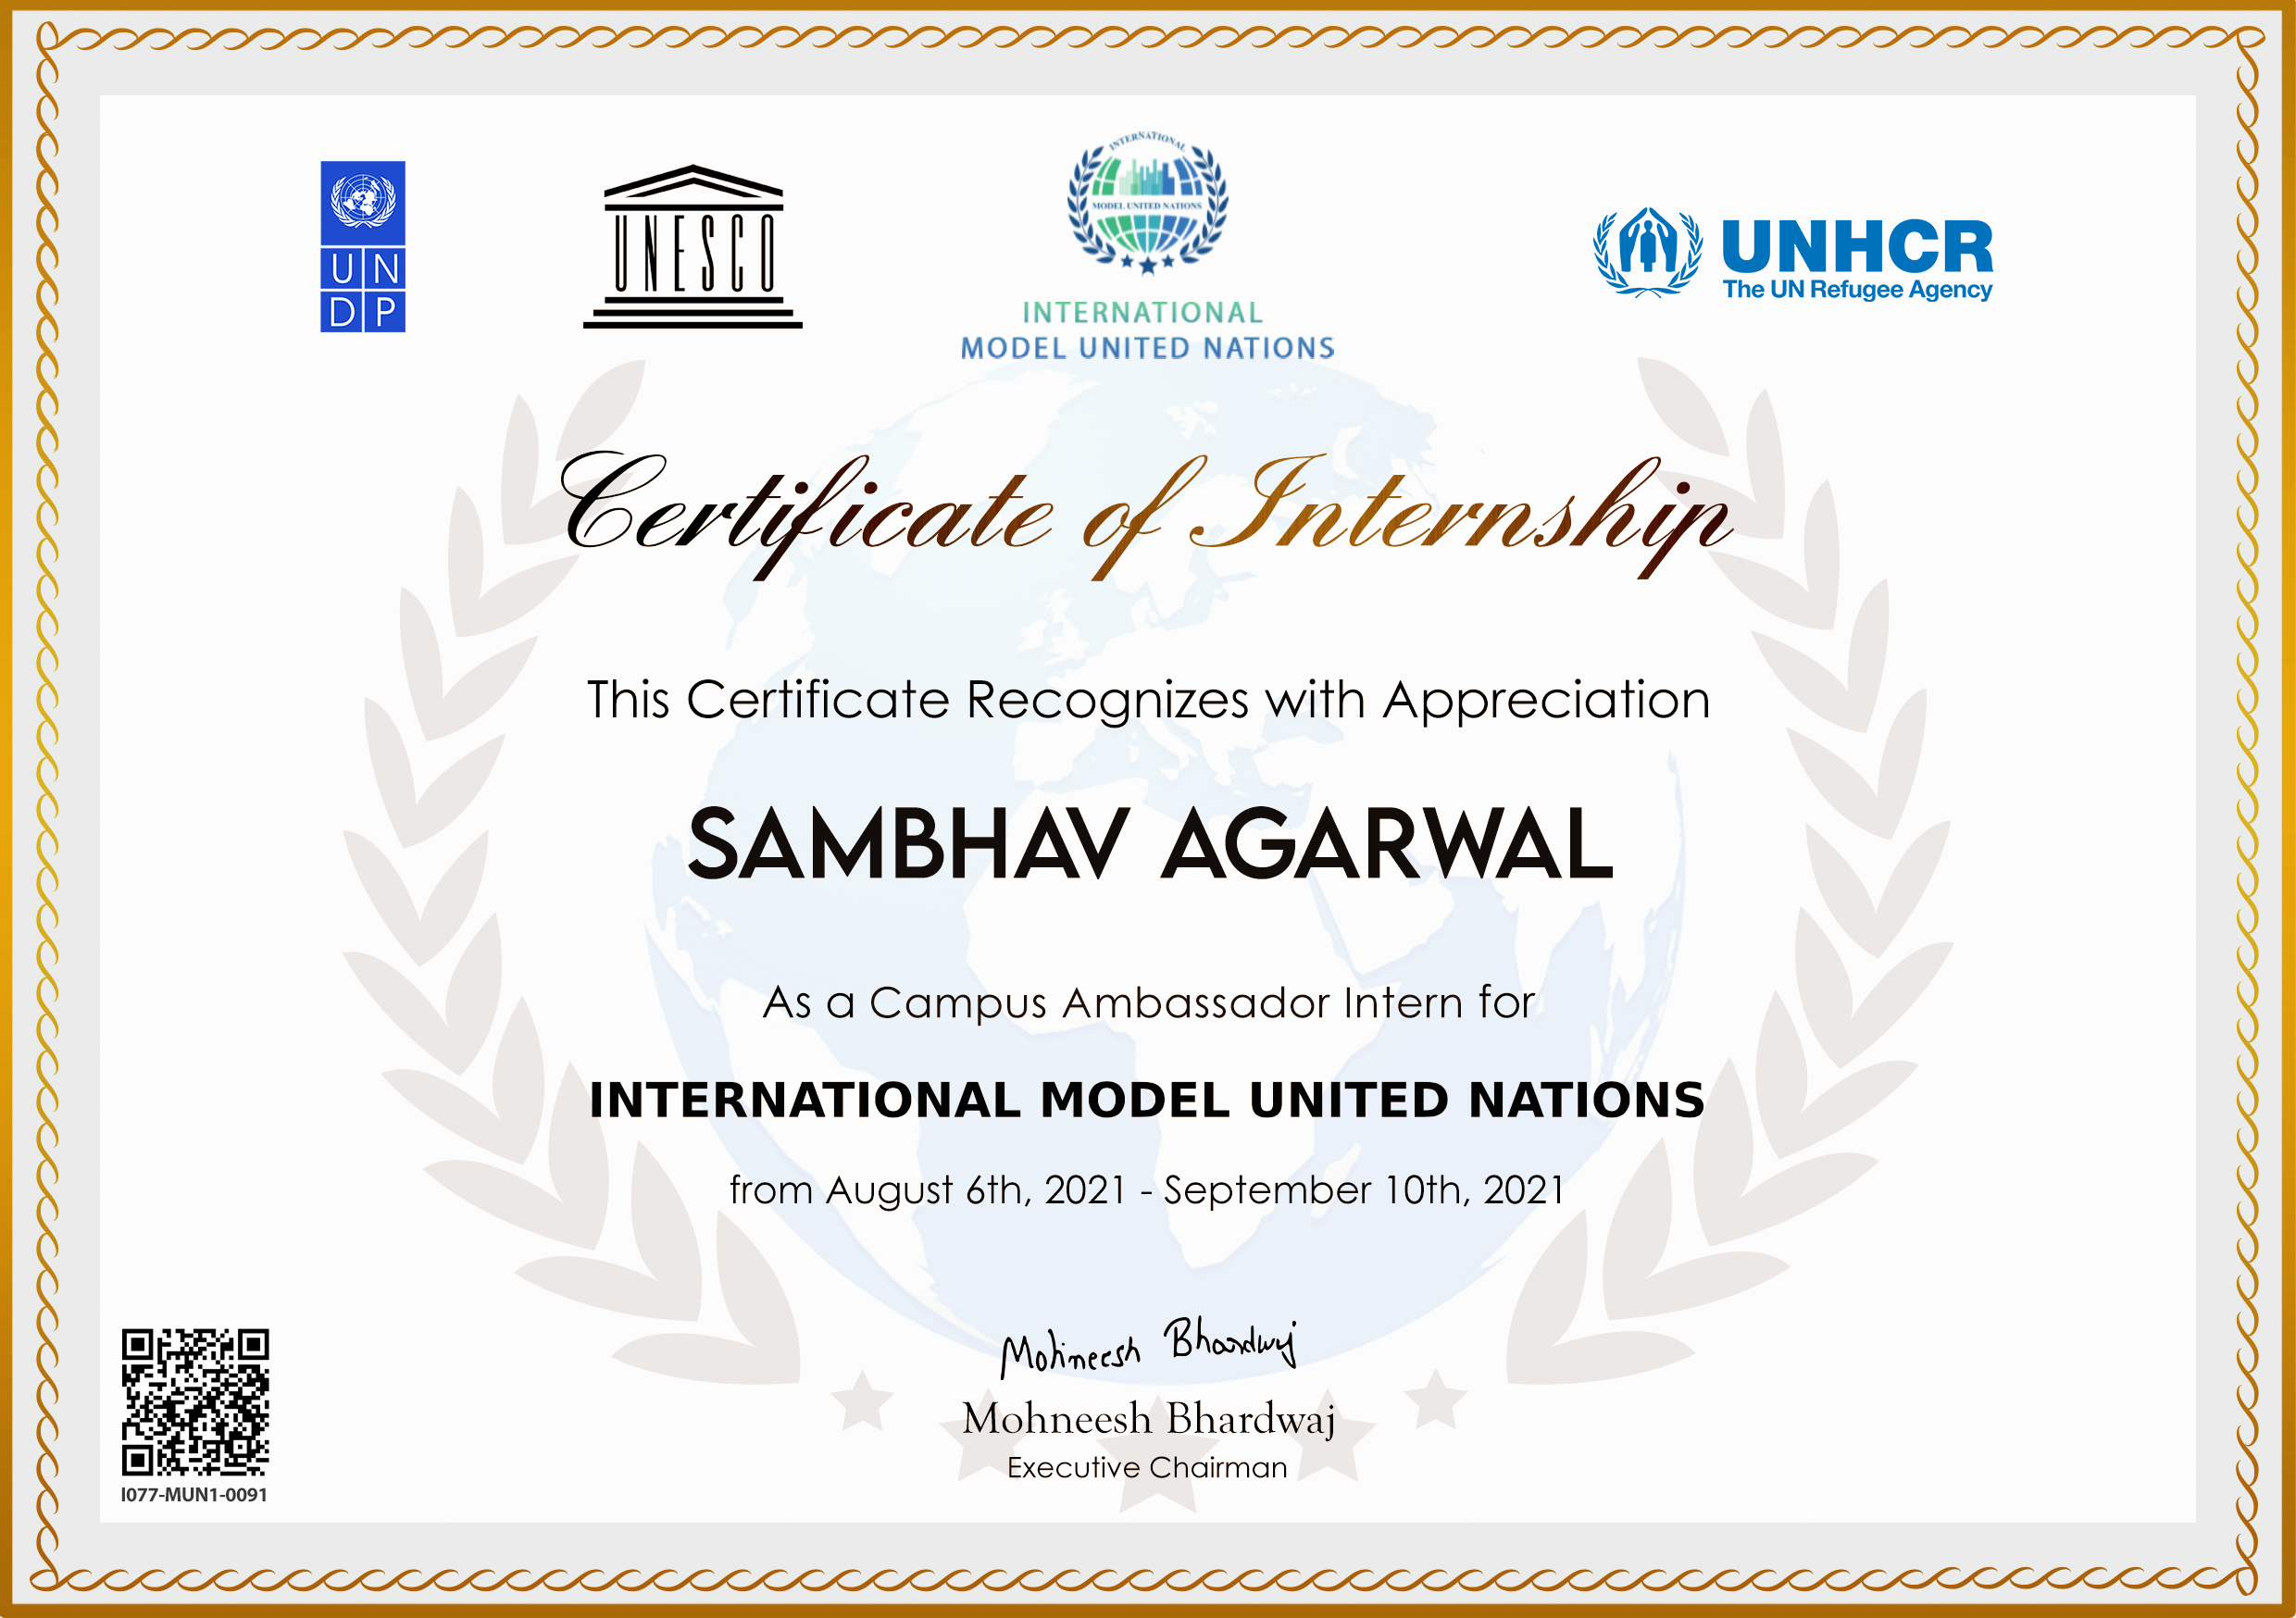 UN
DP
UNESCO
INTERNATIONAL
MODEL UNITED NATIONS
INTERNATIONAL
MODEL UNITED NATIONS
UNHCR
The UN Refugee Agency
Certificate of Internship
This Certificate Recognizes with Appreciation
SAMBHAV AGARWAL
As a Campus Ambassador Intern for
INTERNATIONAL MODEL UNITED NATIONS
from August 6th, 2021 - September 10th, 2021
Mohneesh Bhardwaj
Mohneesh Bhardwaj
Executive Chairman
I077-MUN1-0091